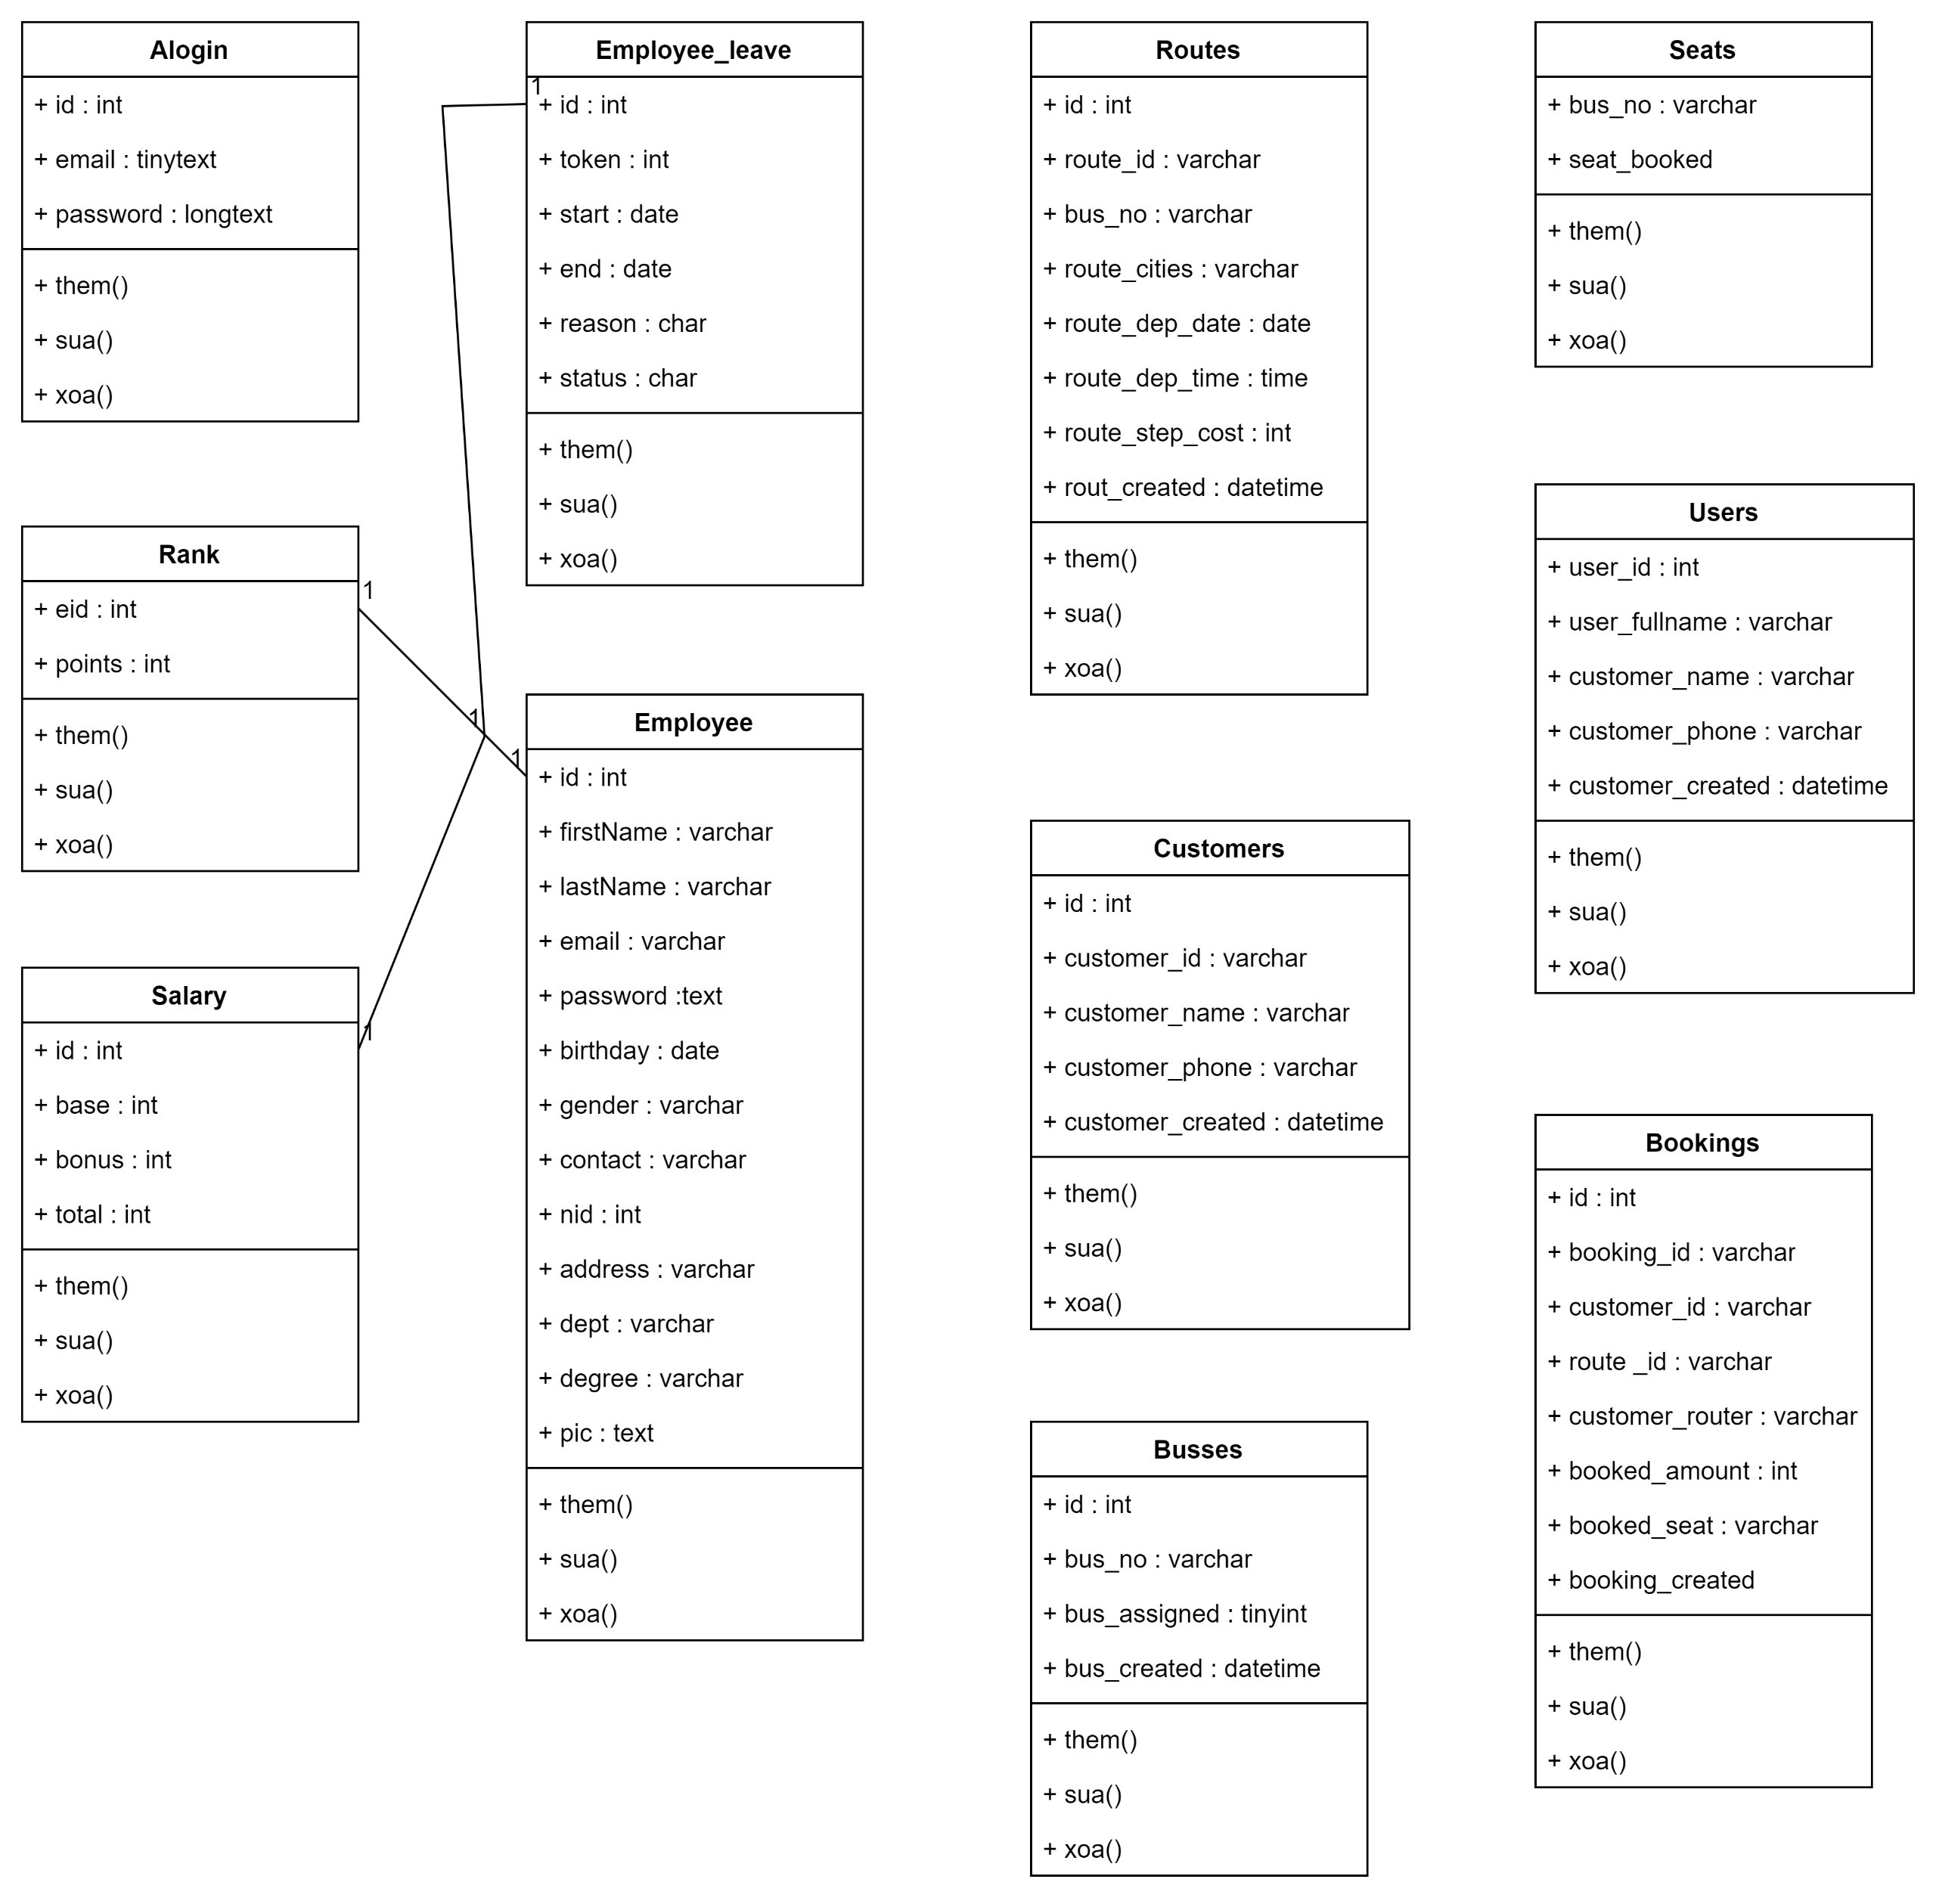 Alogin
+ id : int
+ email : tinytext
+ password : longtext
+ them()
+ sua()
+ xoa()
Rank
1
+ eid : int
+ points : int
+ them()
+ sua()
+ xoa()
Salary
1
+ id : int
+ base : int
+ bonus : int
+ total : int
+ them()
+ sua()
+ xoa()
Employee_leave
1
+ id : int
+ token : int
+ start : date
+ end : date
+ reason : char
+ status : char
+ them()
+ sua()
+ xoa()
1
1
Employee
+ id : int
+ firstName : varchar
+ lastName : varchar
+ email : varchar
+ password :text
+ birthday : date
+ gender : varchar
+ contact : varchar
+ nid : int
+ address : varchar
+ dept : varchar
+ degree : varchar
+ pic : text
+ them()
+ sua()
+ xoa()
Routes
+ id : int
+ route_id : varchar
+ bus_no : varchar
+ route_cities : varchar
+ route_dep_date : date
+ route_dep_time : time
+ route_step_cost : int
+ rout_created : datetime
+ them()
+ sua()
+ xoa()
Customers
+ id : int
+ customer_id : varchar
+ customer_name : varchar
+ customer_phone : varchar
+ customer_created : datetime
+ them()
+ sua()
+ xoa()
Busses
+ id : int
+ bus_no : varchar
+ bus_assigned : tinyint
+ bus_created : datetime
+ them()
+ sua()
+ xoa()
Seats
+ bus_no : varchar
+ seat_booked
+ them()
+ sua()
+ xoa()
Users
+ user_id : int
+ user_fullname : varchar
+ customer_name : varchar
+ customer_phone : varchar
+ customer_created : datetime
+ them()
+ sua()
+ xoa()
Bookings
+ id : int
+ booking_id : varchar
+ customer_id : varchar
+ route _id : varchar
+ customer_router : varchar
+ booked_amount : int
+ booked_seat : varchar
+ booking_created
+ them()
+ sua()
+ xoa()